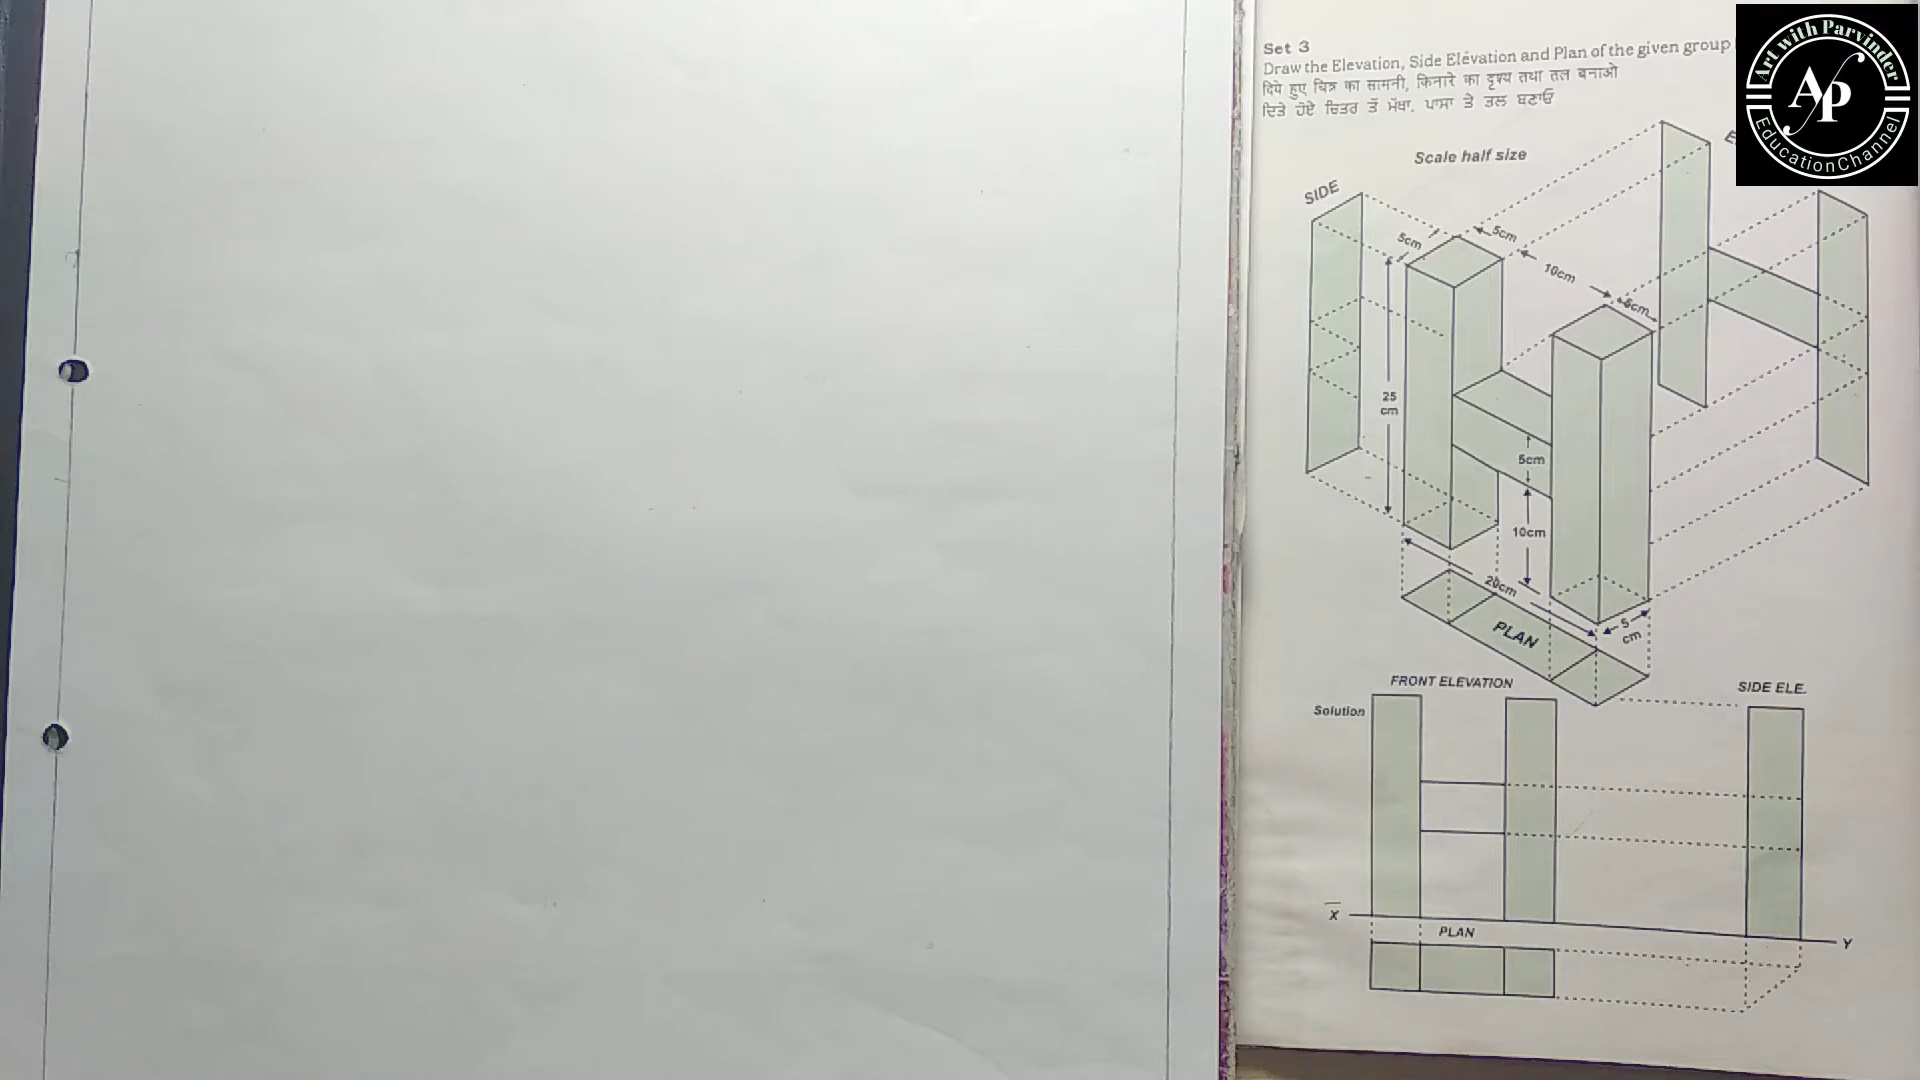 Set 3
Draw the Elevation, Side Elevation and Plan of the given group
दिये हुए चित्र का सामनी, किनारे का दृश्य तथा तल बनाओ
ਦਿਤੇ ਹੋਏ ਚਿਤਰ ਤੋਂ ਮੱਥਾ. ਪਾਸਾ ਤੇ ਤਲ ਬਣਾਓ
Art with Parvinder
AP
EducationChannel
Scale half size
SIDE
5cm
5cm
10cm
5cm
25
cm
5cm
10cm
20cm
5
cm
PLAN
FRONT ELEVATION
SIDE ELE.
Solution
X
Y
PLAN